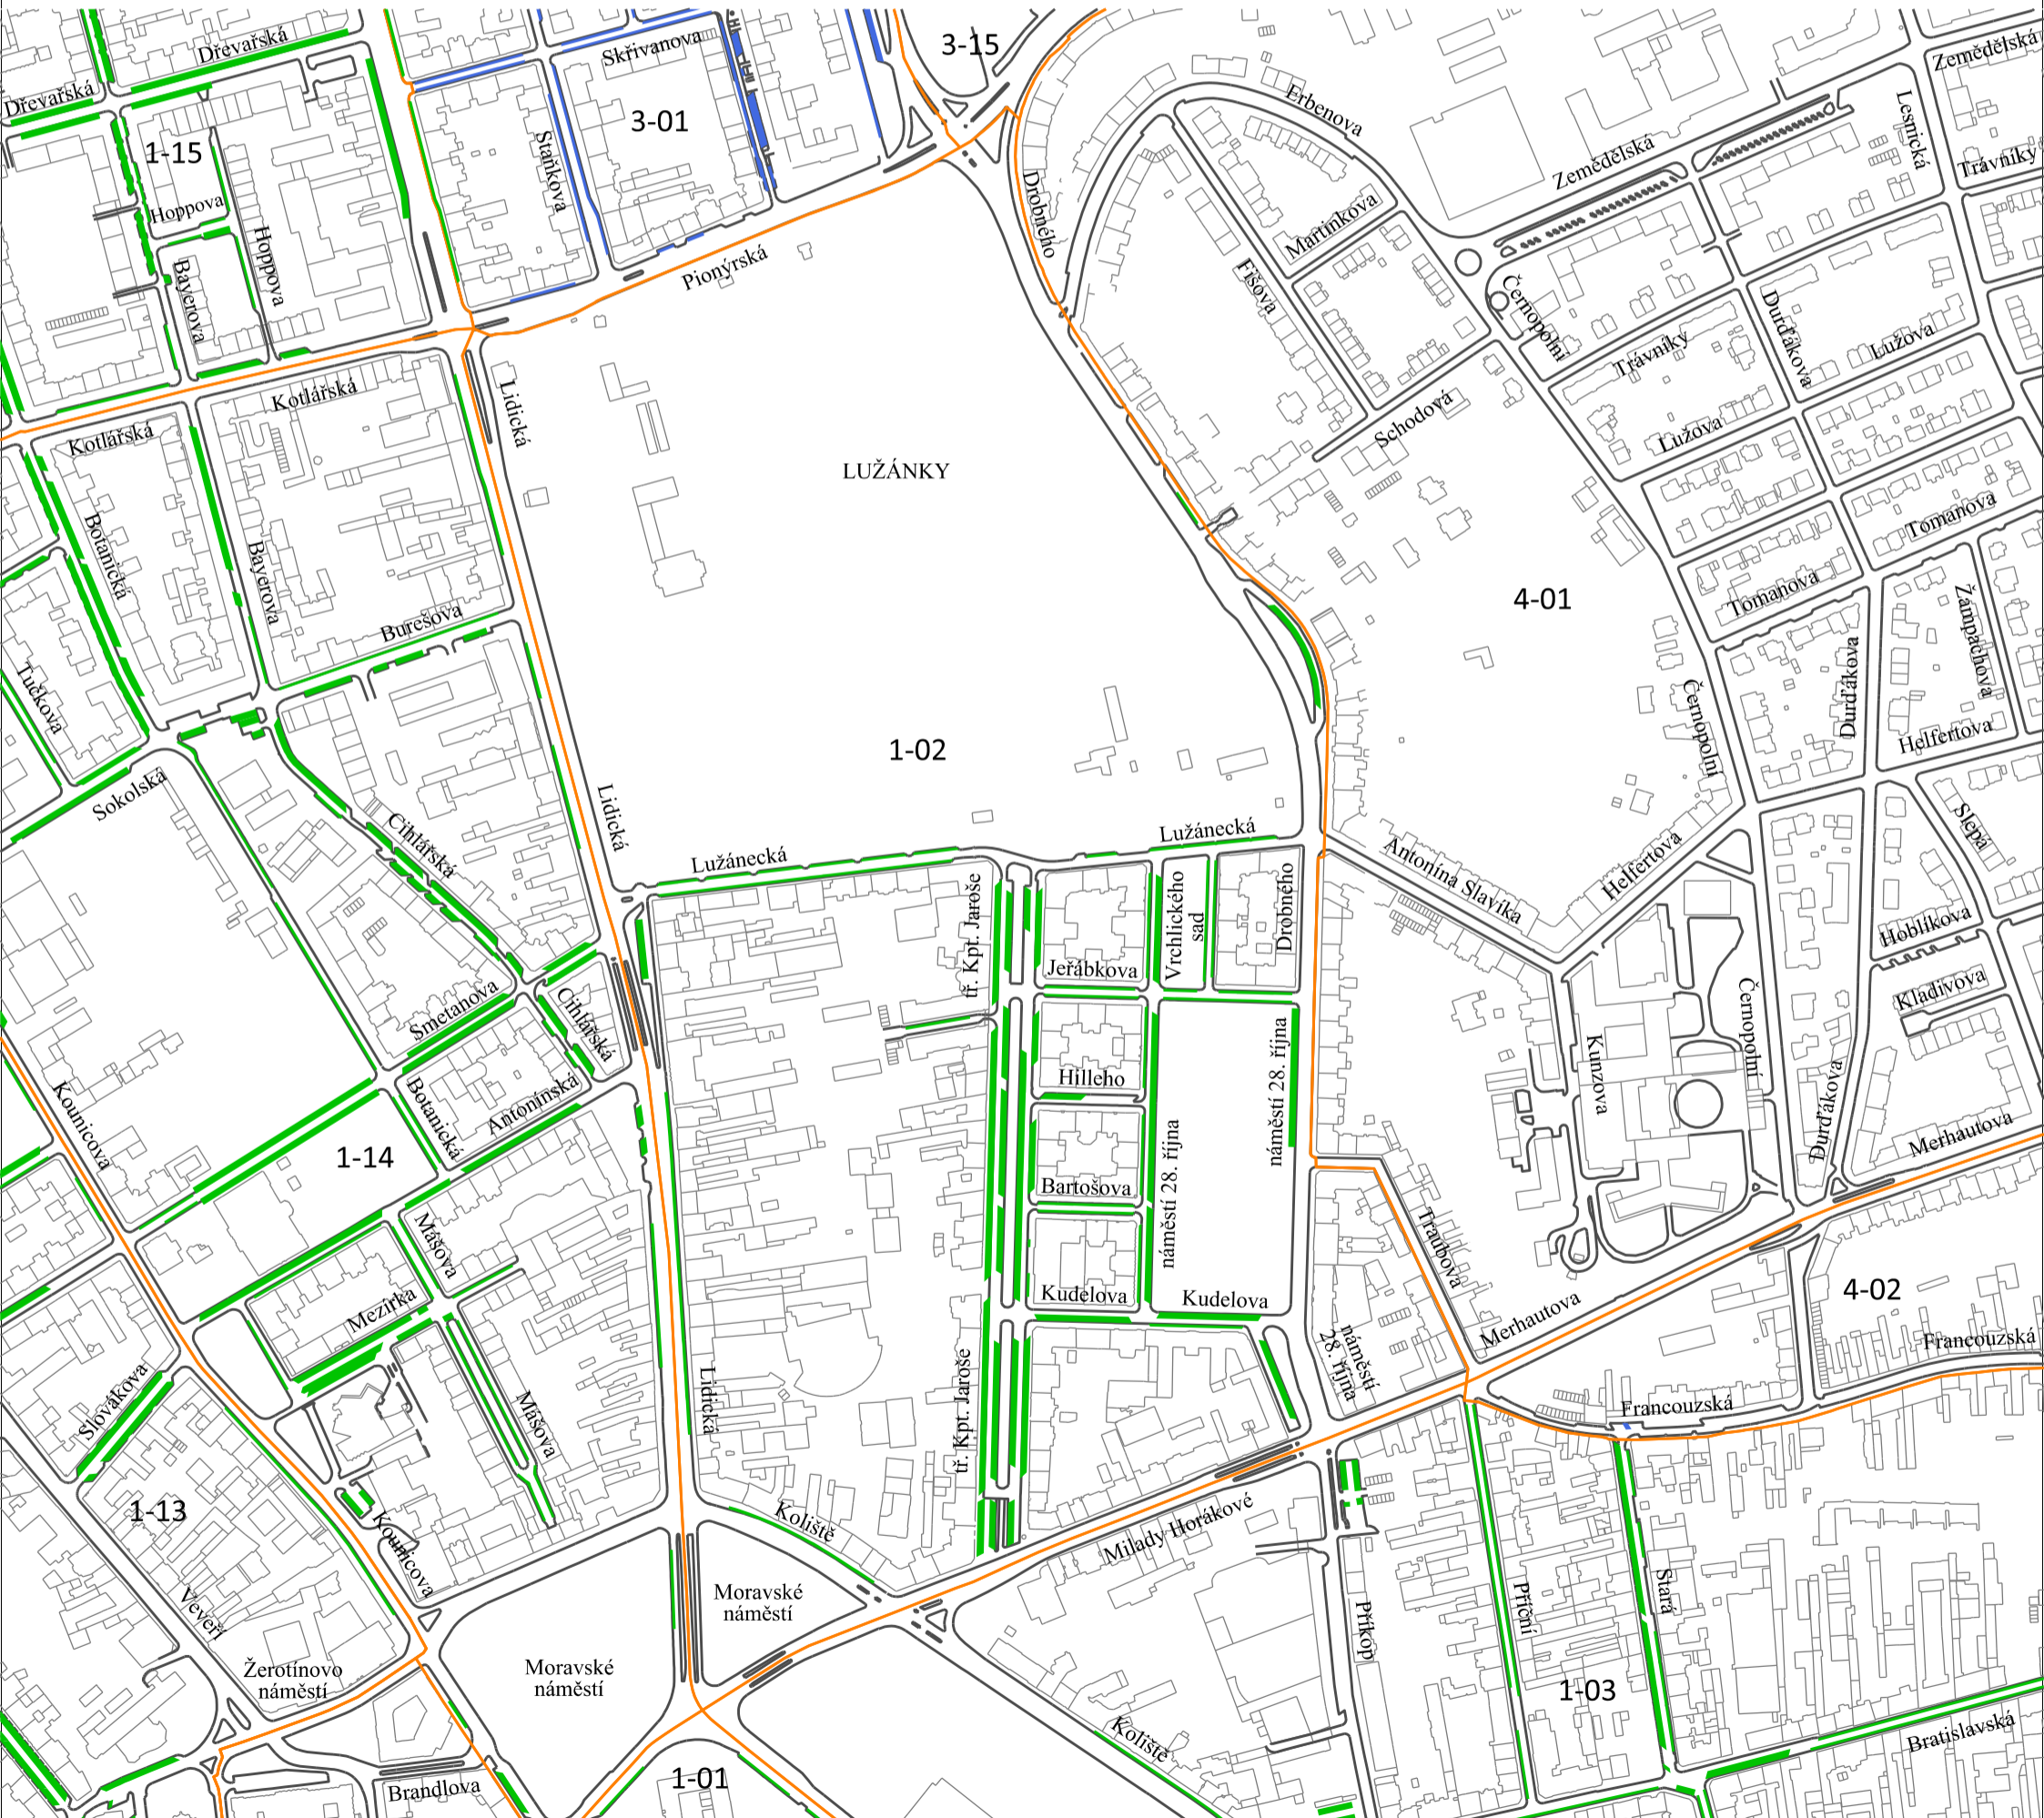 Dřevařská
Skřivanova
3-15
Zemědělská
Dřevařská
3-01
Erbenova
Lesnická
1-15
Staňkova
Zemědělská
Trávníky
Hoppova
Drobného
Martinkova
Hoppova
Bayerova
Pionýrská
Fišova
Černopolní
Durďákova
Trávníky
Lužova
Kotlářská
Lidická
Schodová
Kotlářská
Lužova
LUŽÁNKY
Botanická
Tomanova
Bayerova
Tomanova
4-01
Burešova
Zámpachova
Tučkova
Durďákova
Černopolní
Helfertova
1-02
Sokolská
Lidická
Cihlářská
Lužánecká
Lužánecká
Slepá
Antonína Slavíka
Helfertova
tř. Kpt. Jaroše
Vrchlického
sad
Drobného
Hoblíkova
Jeřábkova
Kladivova
Smetanova
Cihlářská
Černopolní
Kunzova
náměstí 28. října
Hilleho
Kounicova
Botanická
Antonínská
Durďákova
Merhautova
1-14
náměstí 28. října
Bartošova
Mášova
Traubova
Mezírka
Kudelova
Kudelova
4-02
Merhautova
Francouzská
náměstí
28. října
Slovákova
Mášova
Lidická
tř. Kpt. Jaroše
Francouzská
1-13
Kounicova
Koliště
Milady Horákové
Veveří
Moravské
náměstí
Příkop
Příční
Stará
Žerotínovo
náměstí
Moravské
náměstí
1-03
Koliště
Bratislavská
1-01
Brandlova